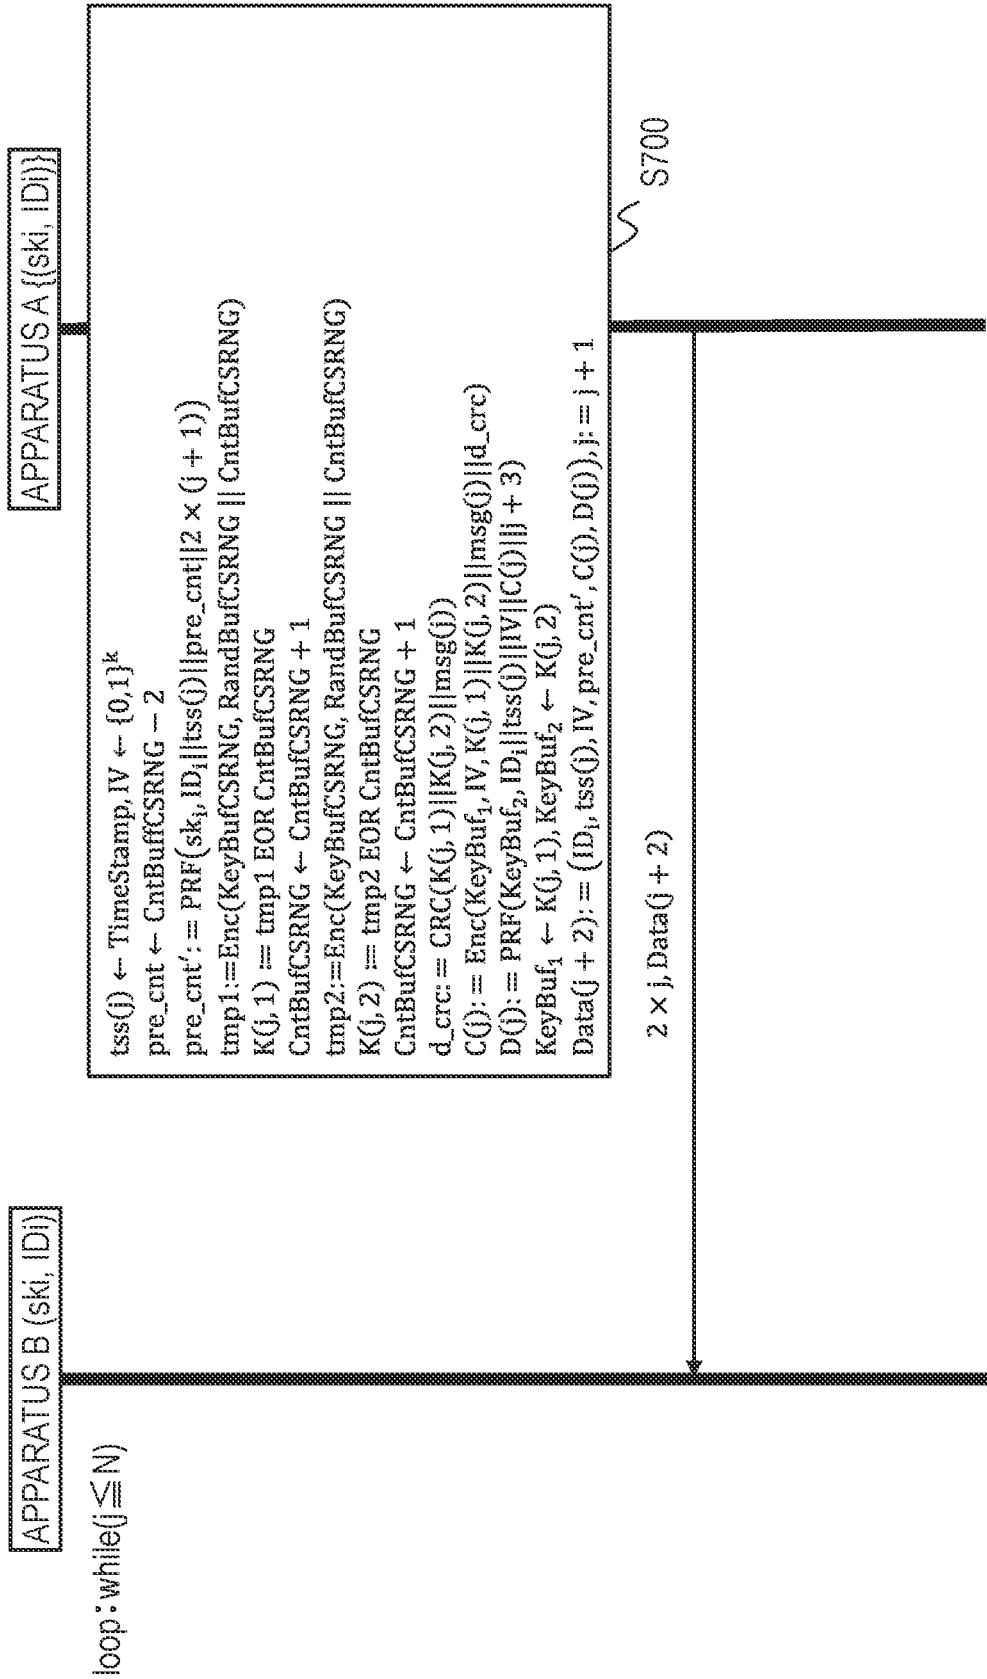 loop:while(j≦N)
APPARATUS B (ski, IDi)
APPARATUS A {(ski, IDi)}
tss(j) ← TimeStamp, IV ← {0,1}^k
pre_cnt ← CntBuffCSRNG − 2
pre_cnt′: = PRF(sk_i, ID_i||tss(j)||pre_cnt||2 × (j + 1))
tmp1:=Enc(KeyBufCSRNG, RandBufCSRNG || CntBufCSRNG)
K(j, 1) := tmp1 EOR CntBufCSRNG
CntBufCSRNG ← CntBufCSRNG + 1
tmp2:=Enc(KeyBufCSRNG, RandBufCSRNG || CntBufCSRNG)
K(j, 2) := tmp2 EOR CntBufCSRNG
CntBufCSRNG ← CntBufCSRNG + 1
d_crc: = CRC(K(j, 1)||K(j, 2)||msg(j))
C(j): = Enc(KeyBuf_1, IV, K(j, 1)||K(j, 2)||msg(j)||d_crc)
D(j): = PRF(KeyBuf_2, ID_i||tss(j)||IV||C(j)||j + 3)
KeyBuf_1 ← K(j, 1), KeyBuf_2 ← K(j, 2)
Data(j + 2): = (ID_i, tss(j), IV, pre_cnt′, C(j), D(j)), j: = j + 1
S700
2 × j, Data(j + 2)